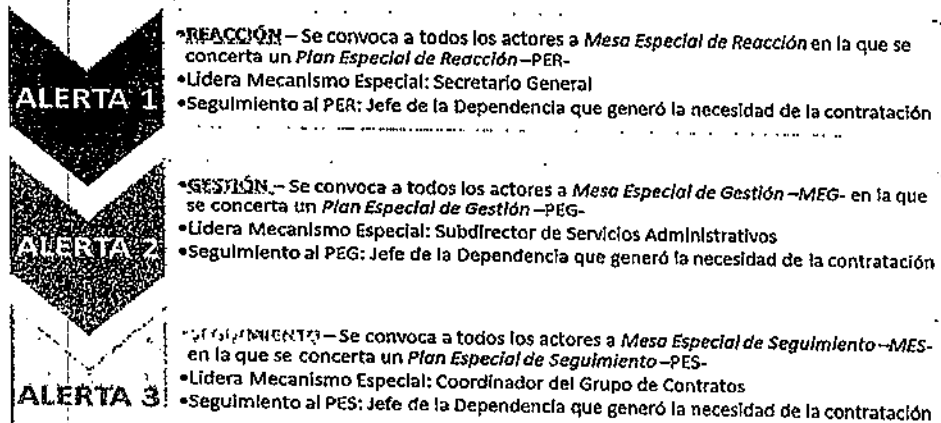 ALERTA 1
•REACCIÓN – Se convoca a todos los actores a Mesa Especial de Reacción en la que se
concerta un Plan Especial de Reacción –PER-
•Lidera Mecanismo Especial: Secretario General
•Seguimiento al PER: Jefe de la Dependencia que generó la necesidad de la contratación
ALERTA 2
•GESTIÓN. – Se convoca a todos los actores a Mesa Especial de Gestión –MEG- en la que
se concerta un Plan Especial de Gestión –PEG-
•Lidera Mecanismo Especial: Subdirector de Servicios Administrativos
•Seguimiento al PEG: Jefe de la Dependencia que generó la necesidad de la contratación
ALERTA 3
•SEGUIMIENTO – Se convoca a todos los actores a Mesa Especial de Seguimiento –MES-
en la que se concerta un Plan Especial de Seguimiento –PES-
•Lidera Mecanismo Especial: Coordinador del Grupo de Contratos
•Seguimiento al PES: Jefe de la Dependencia que generó la necesidad de la contratación